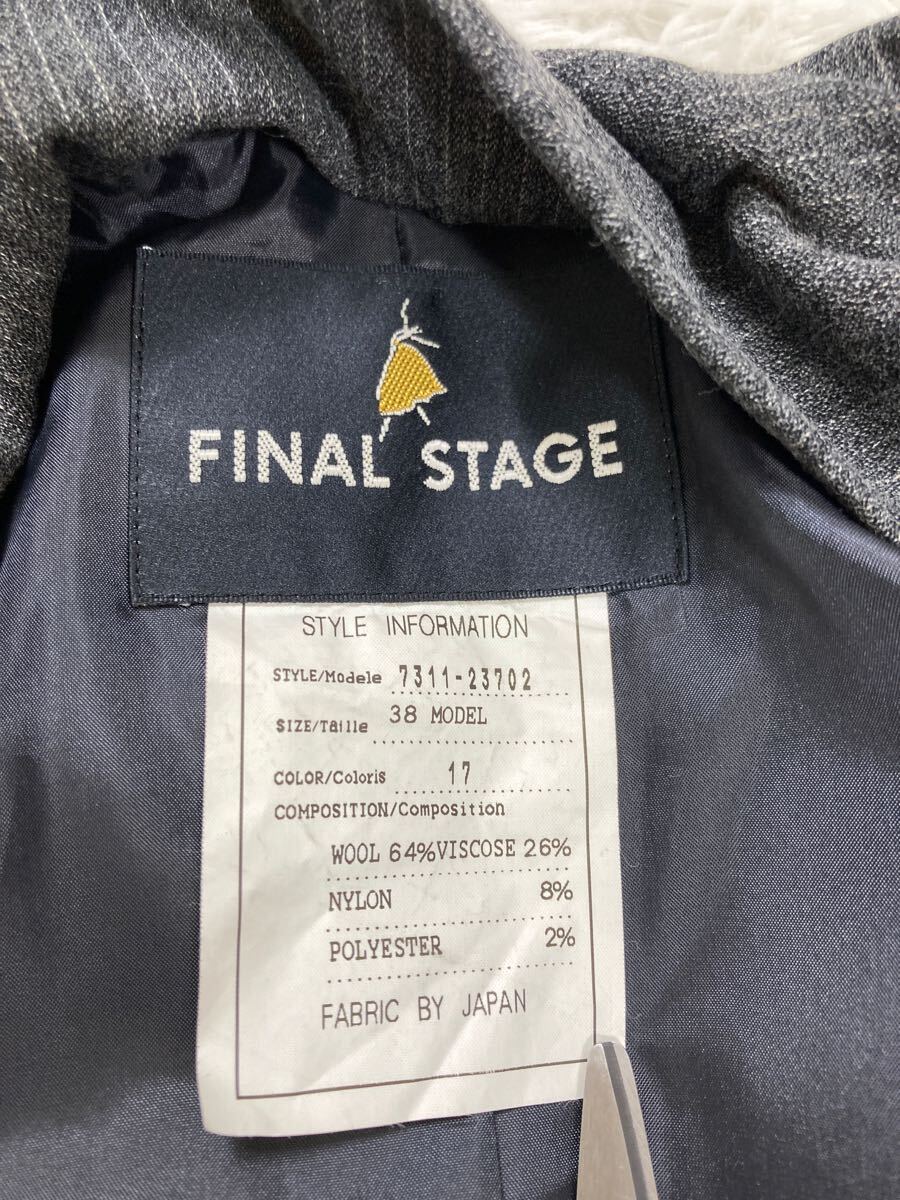 FINAL STAGE
STYLE INFORMATION
STYLE/Modele 7311-23702
SIZE/Taille 38 MODEL
COLOR/Coloris 17
COMPOSITION/Composition
WOOL 64%VISCOSE 26%
NYLON 8%
POLYESTER 2%
FABRIC BY JAPAN